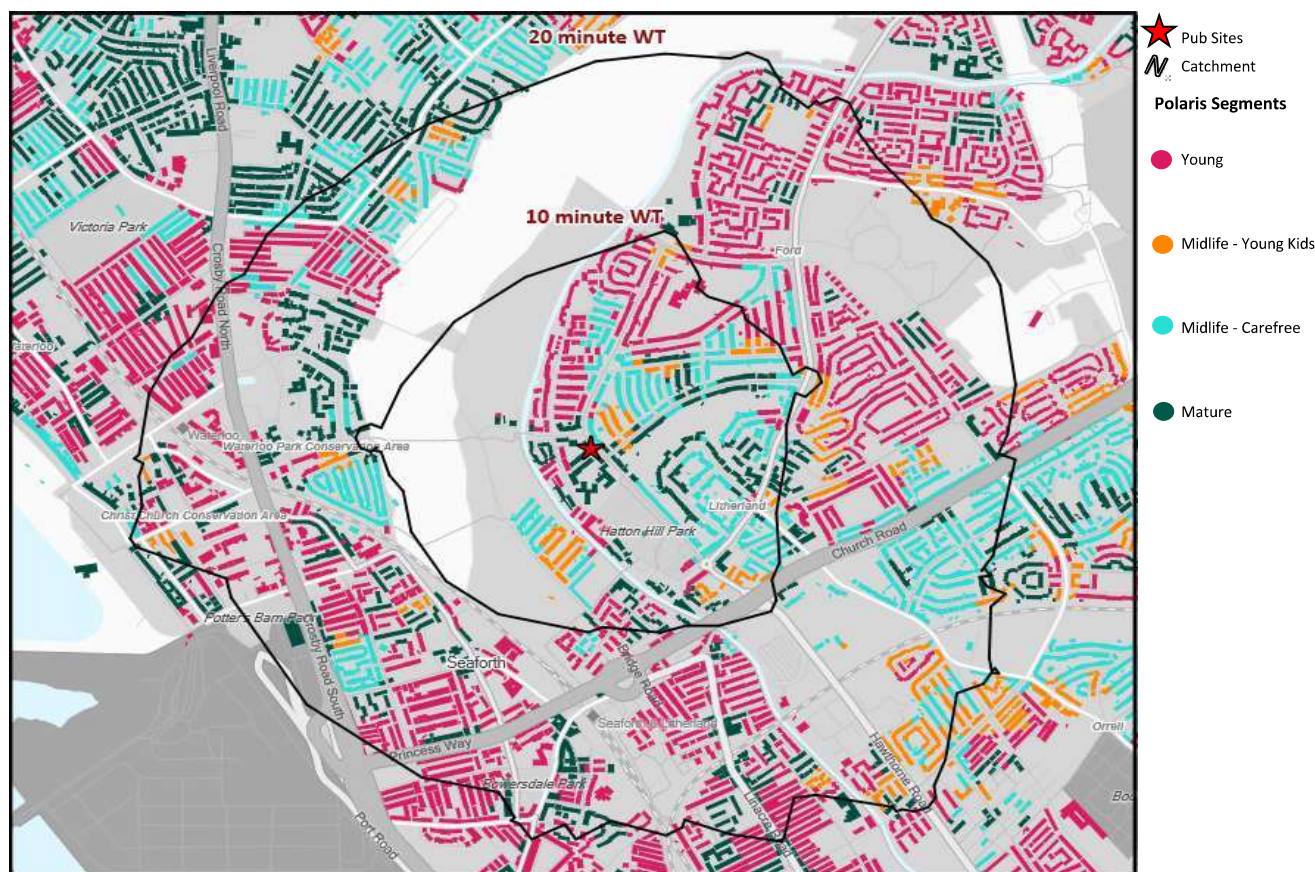 20 minute WT
10 minute WT
Liverpool Road
Victoria Park
Crosby Road North
Ford
Waterloo
Waterloo Park Conservation Area
Christ Church Conservation Area
Litherland
Hatton Hill Park
Church Road
Potter's Barn Park
Crosby Road South
Seaforth
Bridge Road
Seaforth & Litherland
Princess Way
Bowersdale Park
Port Road
Linacre Road
Hawthorne Road
Orrell
Pub Sites
Catchment
Polaris Segments
Young
Midlife - Young Kids
Midlife - Carefree
Mature